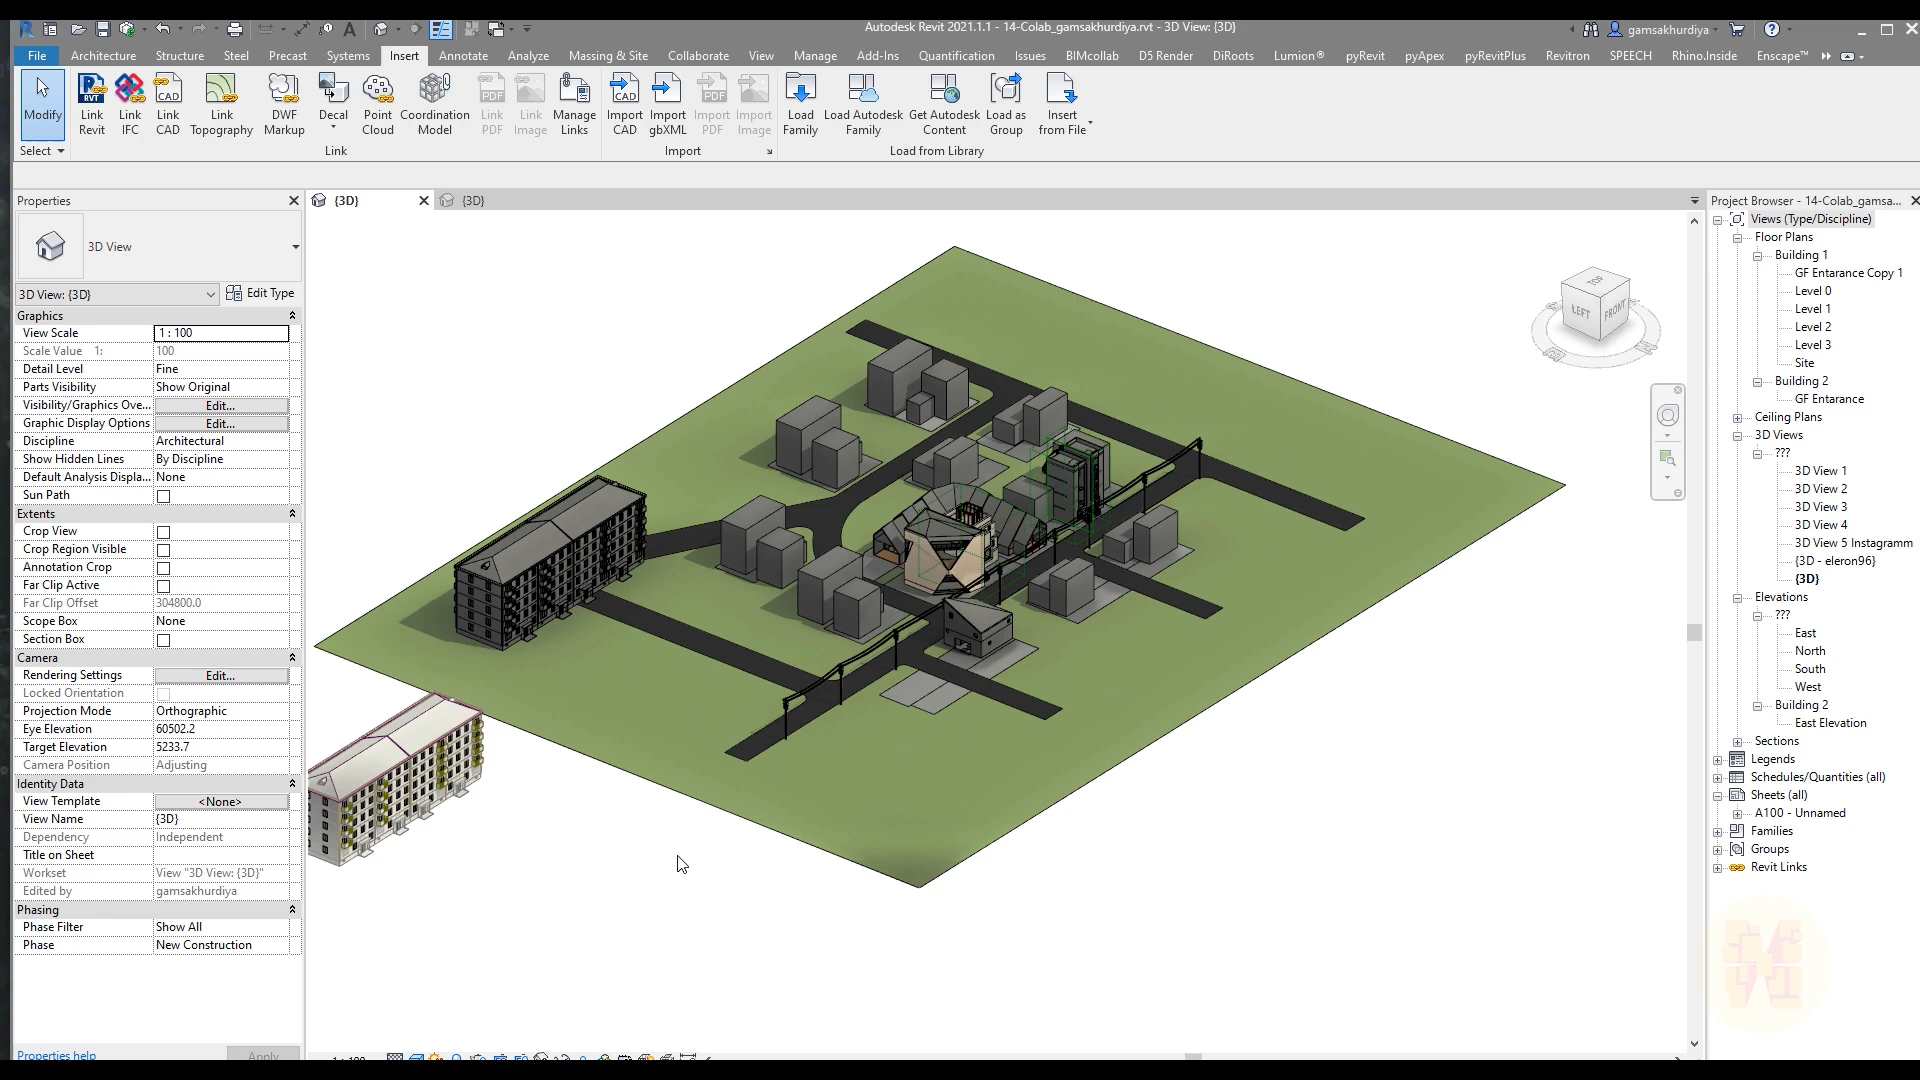 Autodesk Revit 2021.1.1 - 14-Colab_gamsakhurdiya.rvt - 3D View: {3D}
gamsakhurdiya
File Architecture Structure Steel Precast Systems Insert Annotate Analyze Massing & Site Collaborate View Manage Add-Ins Quantification Issues BIMcollab D5 Render DiRoots Lumion® pyRevit pyApex pyRevitPlus Revitron SPEECH Rhino.Inside Enscape™
Modify
Link Revit
Link IFC
Link CAD
Link Topography
DWF Markup
Decal
Point Cloud
Coordination Model
Link PDF
Link Image
Manage Links
Import CAD
Import gbXML
Import PDF
Import Image
Load Family
Load Autodesk Family
Get Autodesk Content
Load as Group
Insert from File
Select Link Import Load from Library
Properties
3D View
3D View: {3D} Edit Type
Graphics
View Scale 1 : 100
Scale Value 1: 100
Detail Level Fine
Parts Visibility Show Original
Visibility/Graphics Ove... Edit...
Graphic Display Options Edit...
Discipline Architectural
Show Hidden Lines By Discipline
Default Analysis Displa... None
Sun Path
Extents
Crop View
Crop Region Visible
Annotation Crop
Far Clip Active
Far Clip Offset 304800.0
Scope Box None
Section Box
Camera
Rendering Settings Edit...
Locked Orientation
Projection Mode Orthographic
Eye Elevation 60502.2
Target Elevation 5233.7
Camera Position Adjusting
Identity Data
View Template <None>
View Name {3D}
Dependency Independent
Title on Sheet
Workset View "3D View: {3D}"
Edited by gamsakhurdiya
Phasing
Phase Filter Show All
Phase New Construction
Properties help Apply
{3D} {3D}
TOP
LEFT FRONT
Project Browser - 14-Colab_gamsa...
Views (Type/Discipline)
Floor Plans
Building 1
GF Entarance Copy 1
Level 0
Level 1
Level 2
Level 3
Site
Building 2
GF Entarance
Ceiling Plans
3D Views
???
3D View 1
3D View 2
3D View 3
3D View 4
3D View 5 Instagramm
{3D - eleron96}
{3D}
Elevations
???
East
North
South
West
Building 2
East Elevation
Sections
Legends
Schedules/Quantities (all)
Sheets (all)
A100 - Unnamed
Families
Groups
Revit Links